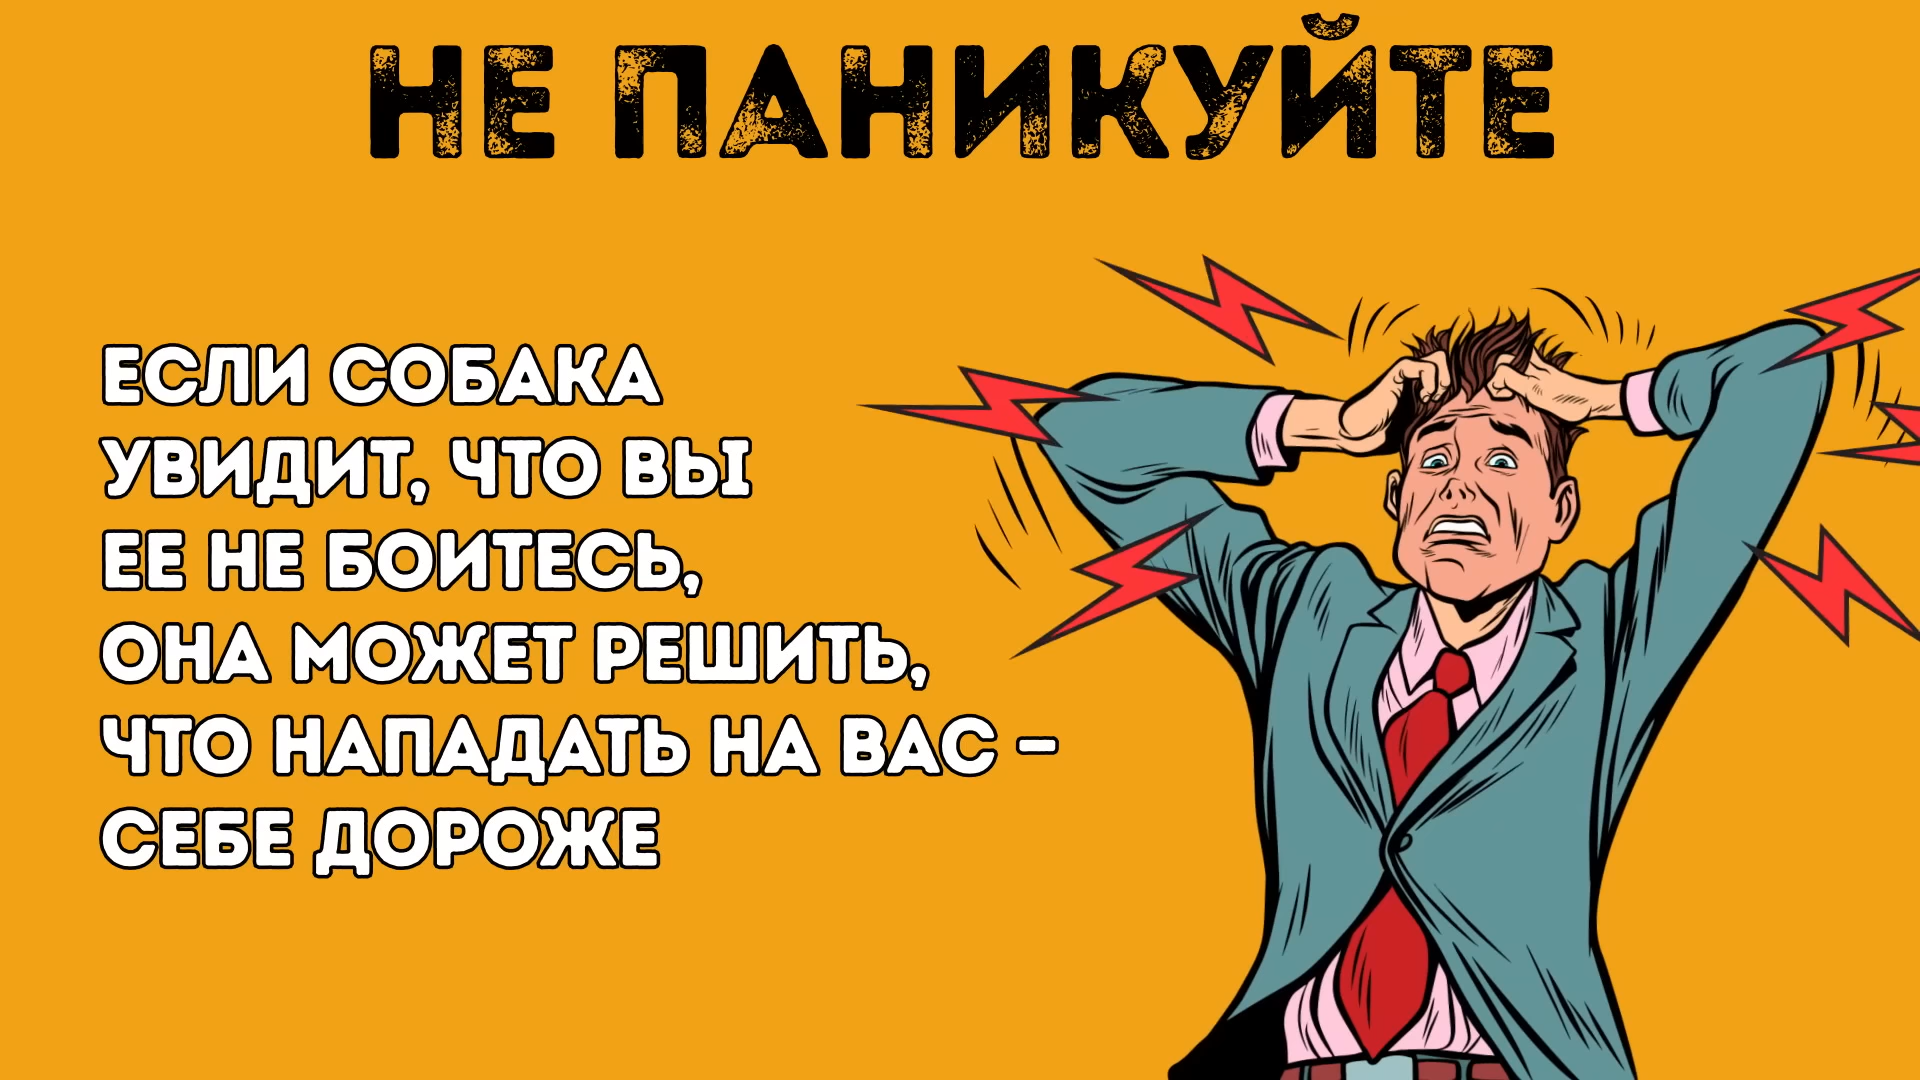 НЕ ПАНИКУЙТЕ
ЕСЛИ СОБАКА
УВИДИТ, ЧТО ВЫ
ЕЕ НЕ БОИТЕСЬ,
ОНА МОЖЕТ РЕШИТЬ,
ЧТО НАПАДАТЬ НА ВАС –
СЕБЕ ДОРОЖЕ